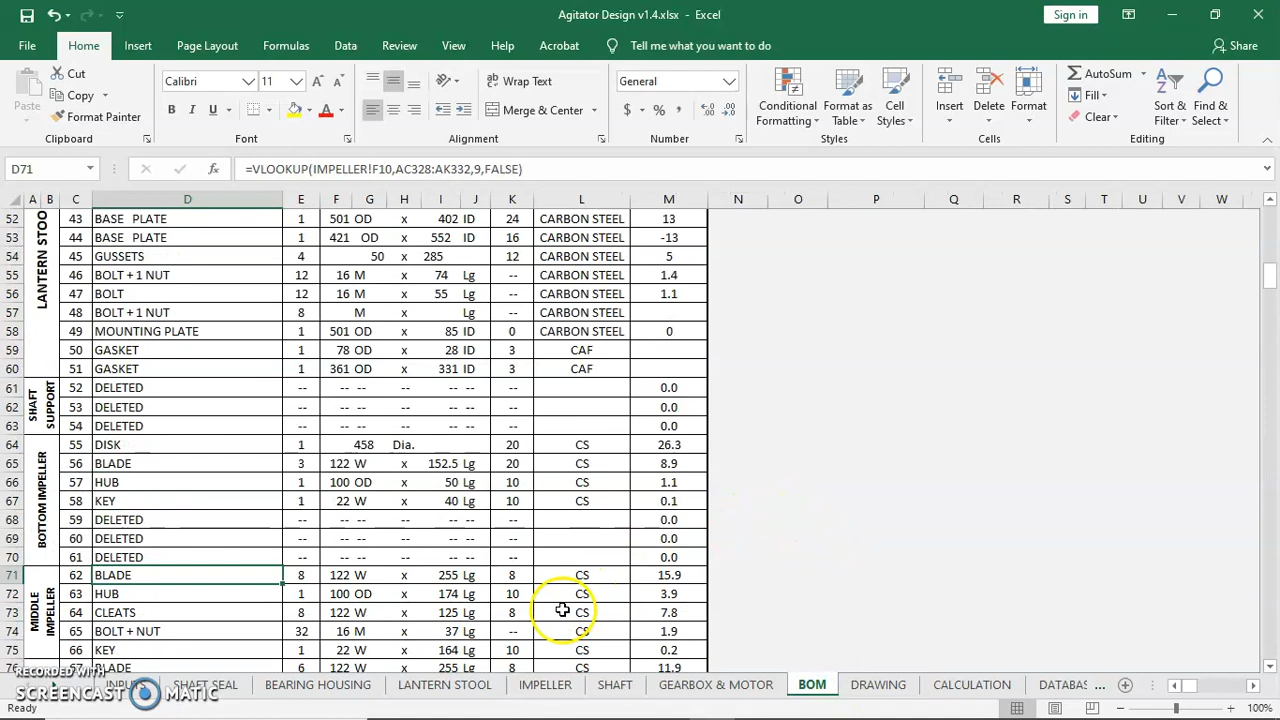 Agitator Design v1.4.xlsx - Excel
Sign in
File Home Insert Page Layout Formulas Data Review View Help Acrobat Tell me what you want to do Share
Paste
Cut
Copy
Format Painter
Clipboard
Calibri 11
B I U
Font
Wrap Text
Merge & Center
Alignment
General
$ % ,
Number
Conditional Formatting
Format as Table
Cell Styles
Styles
Insert
Delete
Format
Cells
AutoSum
Fill
Clear
Sort & Filter
Find & Select
Editing
D71 fx =VLOOKUP(IMPELLER!F10,AC328:AK332,9,FALSE)
A B C D E F G H I J K L M N O P Q R S T U V W
LANTERN STOO
52 43 BASE PLATE 1 501 OD x 402 ID 24 CARBON STEEL 13
53 44 BASE PLATE 1 421 OD x 552 ID 16 CARBON STEEL -13
54 45 GUSSETS 4 50 x 285 12 CARBON STEEL 5
55 46 BOLT + 1 NUT 12 16 M x 74 Lg -- CARBON STEEL 1.4
56 47 BOLT 12 16 M x 55 Lg -- CARBON STEEL 1.1
57 48 BOLT + 1 NUT 8 M x Lg -- CARBON STEEL
58 49 MOUNTING PLATE 1 501 OD x 85 ID 0 CARBON STEEL 0
59 50 GASKET 1 78 OD x 28 ID 3 CAF
60 51 GASKET 1 361 OD x 331 ID 3 CAF
SHAFT SUPPORT
61 52 DELETED -- -- -- -- -- -- -- 0.0
62 53 DELETED -- -- -- -- -- -- -- 0.0
63 54 DELETED -- -- -- -- -- -- -- 0.0
BOTTOM IMPELLER
64 55 DISK 1 458 Dia. 20 CS 26.3
65 56 BLADE 3 122 W x 152.5 Lg 20 CS 8.9
66 57 HUB 1 100 OD x 50 Lg 10 CS 1.1
67 58 KEY 1 22 W x 40 Lg 10 CS 0.1
68 59 DELETED -- -- -- -- -- -- -- 0.0
69 60 DELETED -- -- -- -- -- -- -- 0.0
70 61 DELETED -- -- -- -- -- -- -- 0.0
MIDDLE IMPELLER
71 62 BLADE 8 122 W x 255 Lg 8 CS 15.9
72 63 HUB 1 100 OD x 174 Lg 10 CS 3.9
73 64 CLEATS 8 122 W x 125 Lg 8 CS 7.8
74 65 BOLT + NUT 32 16 M x 37 Lg -- CS 1.9
75 66 KEY 1 22 W x 164 Lg 10 CS 0.2
76 67 BLADE 6 122 W x 255 Lg 8 CS 11.9
SHAFT SEAL BEARING HOUSING LANTERN STOOL IMPELLER SHAFT GEARBOX & MOTOR BOM DRAWING CALCULATION DATABAS ...
RECORDED WITH
SCREENCAST MATIC
Ready
100%